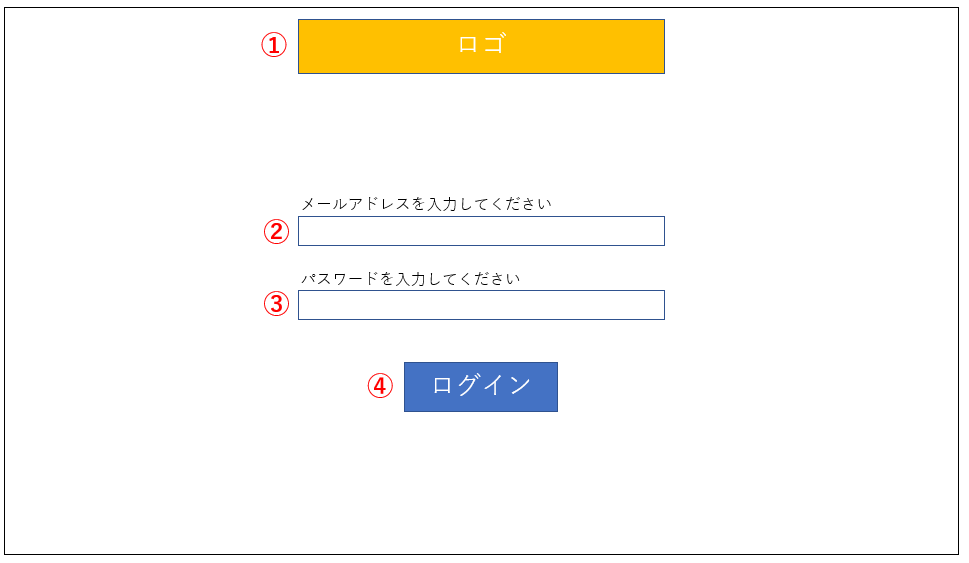 ① ロゴ
メールアドレスを入力してください
②
パスワードを入力してください
③
④ ログイン